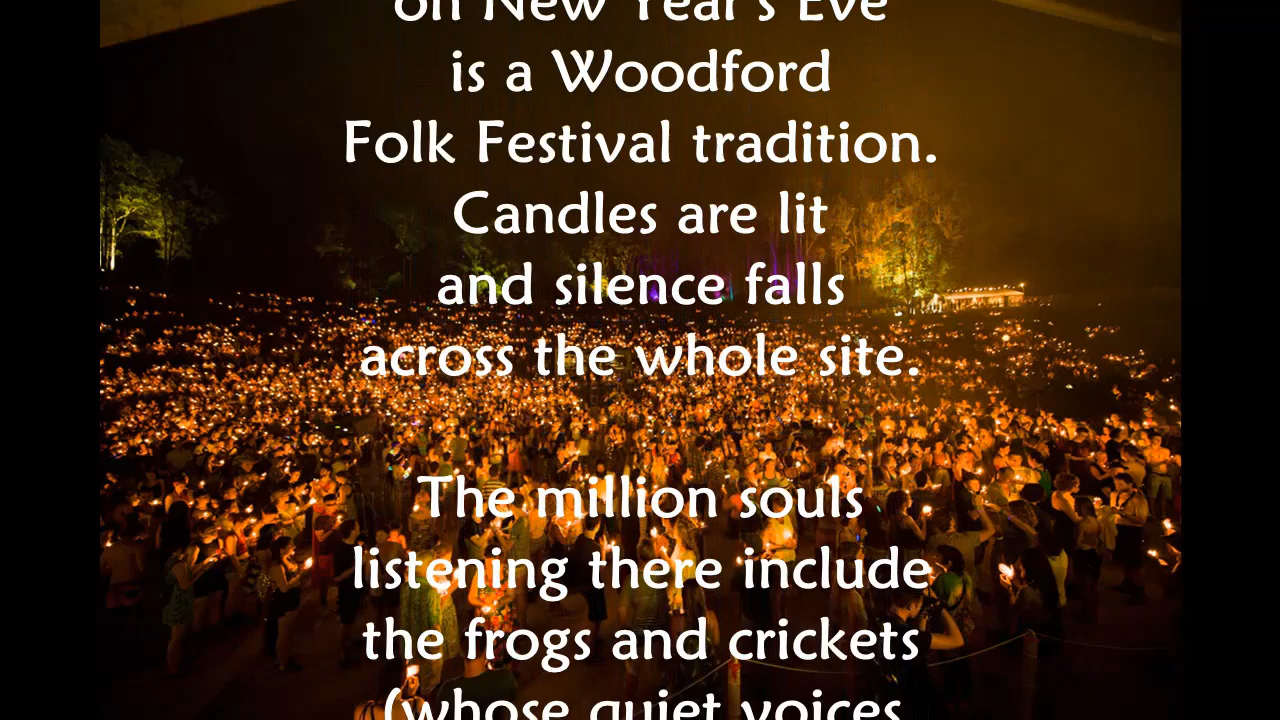 on New Year's Eve
is a Woodford
Folk Festival tradition.
Candles are lit
and silence falls
across the whole site.
The million souls
listening there include
the frogs and crickets
(whose quiet voices